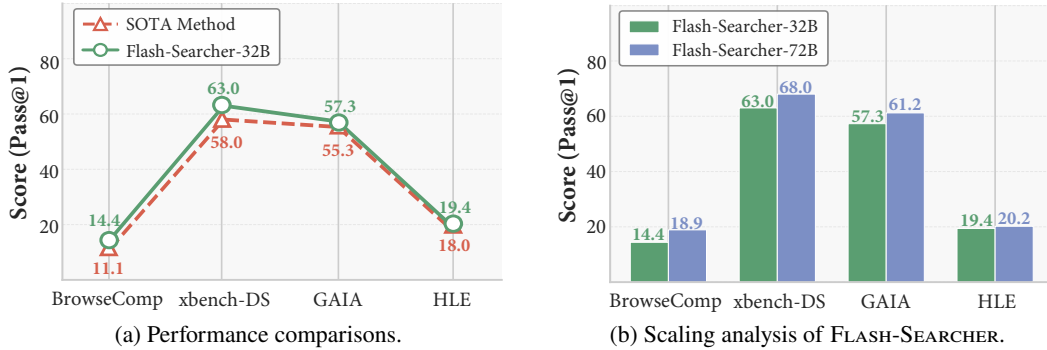 SOTA Method
Flash-Searcher-32B
Score (Pass@1)
80
60
40
20
14.4
11.1
63.0
58.0
57.3
55.3
19.4
18.0
BrowseComp xbench-DS GAIA HLE
(a) Performance comparisons.
Flash-Searcher-32B
Flash-Searcher-72B
Score (Pass@1)
80
60
40
20
14.4 18.9
63.0 68.0
57.3 61.2
19.4 20.2
BrowseComp xbench-DS GAIA HLE
(b) Scaling analysis of FLASH-SEARCHER.